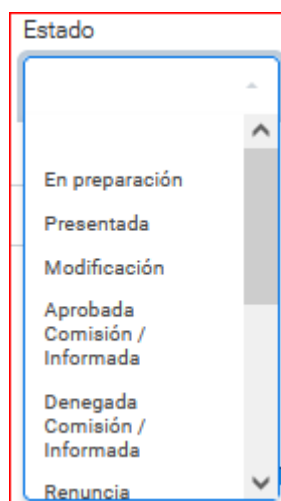 Estado
En preparación
Presentada
Modificación
Aprobada
Comisión /
Informada
Denegada
Comisión /
Informada
Renuncia